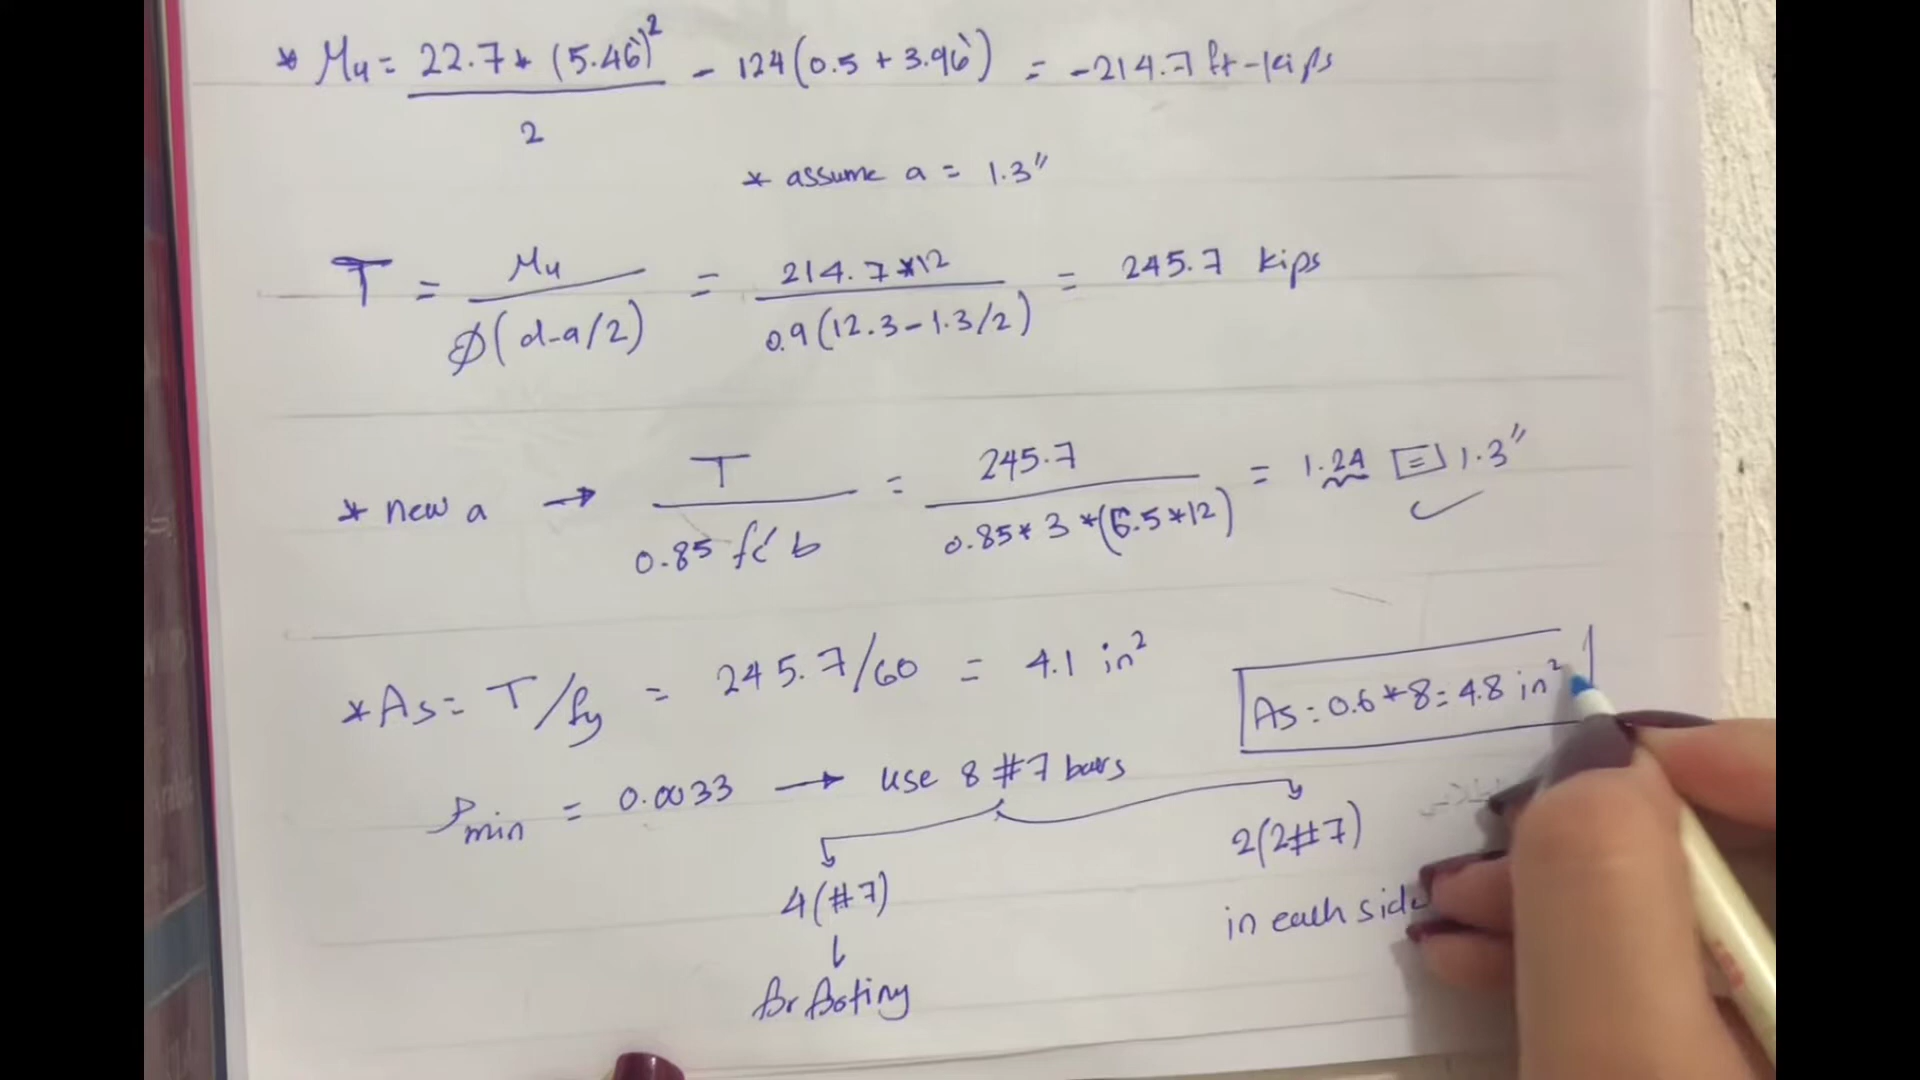 * Mu = 22.7 * (5.46')² / 2 - 124(0.5 + 3.96') = -214.7 ft-kips
* assume a = 1.3"
T = Mu / Ø(d-a/2) = 214.7*12 / 0.9(12.3-1.3/2) = 245.7 kips
* new a → T / 0.85 fc' b = 245.7 / 0.85*3*(6.5*12) = 1.24 = 1.3" ✓
*As = T/fy = 245.7/60 = 4.1 in²
As = 0.6*8 = 4.8 in²
ρmin = 0.0033 → use 8 #7 bars
4(#7)
2(2#7)
in each side
for footing